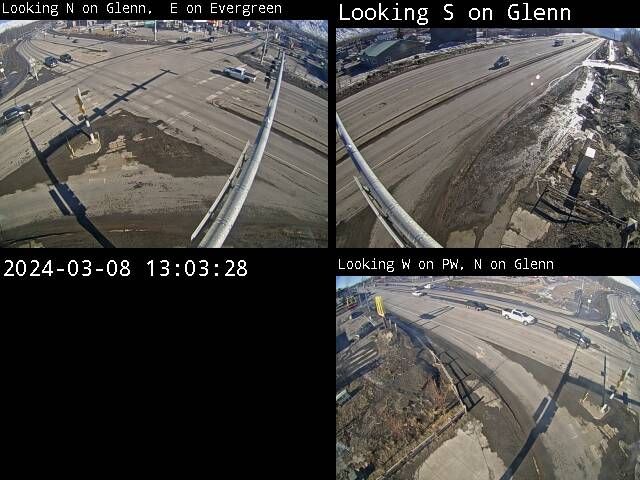 Looking N on Glenn, E on Evergreen
Looking S on Glenn
2024-03-08 13:03:28
Looking W on PW, N on Glenn